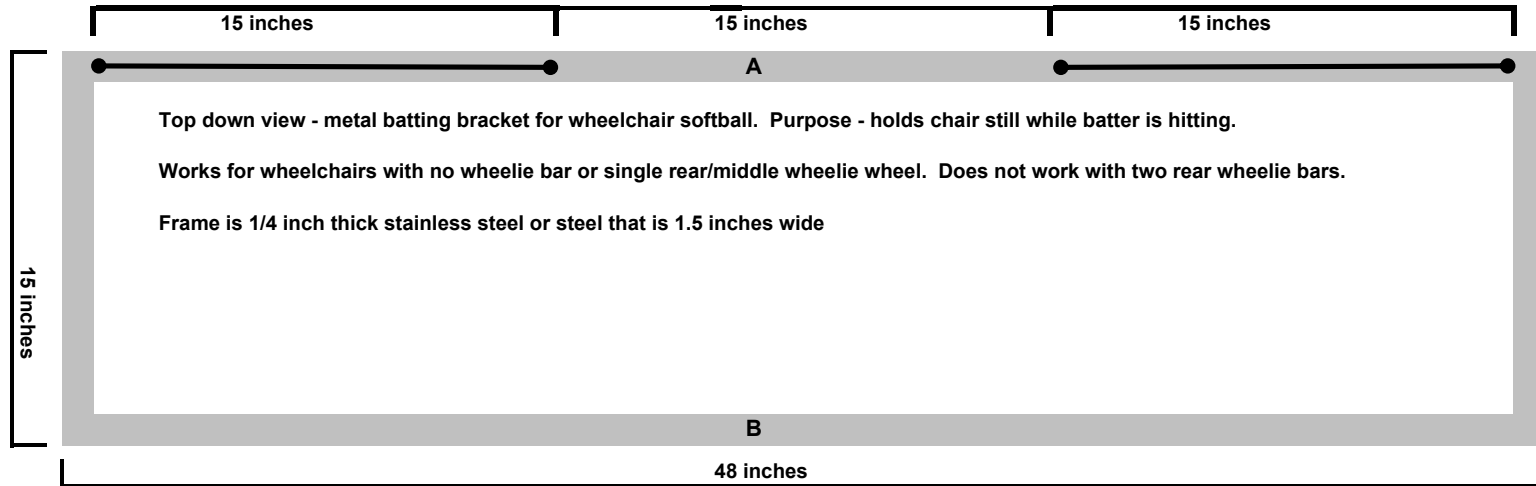 15 inches
15 inches
15 inches
A
Top down view - metal batting bracket for wheelchair softball.  Purpose - holds chair still while batter is hitting.
Works for wheelchairs with no wheelie bar or single rear/middle wheelie wheel.  Does not work with two rear wheelie bars.
Frame is 1/4 inch thick stainless steel or steel that is 1.5 inches wide
15 inches
B
48 inches